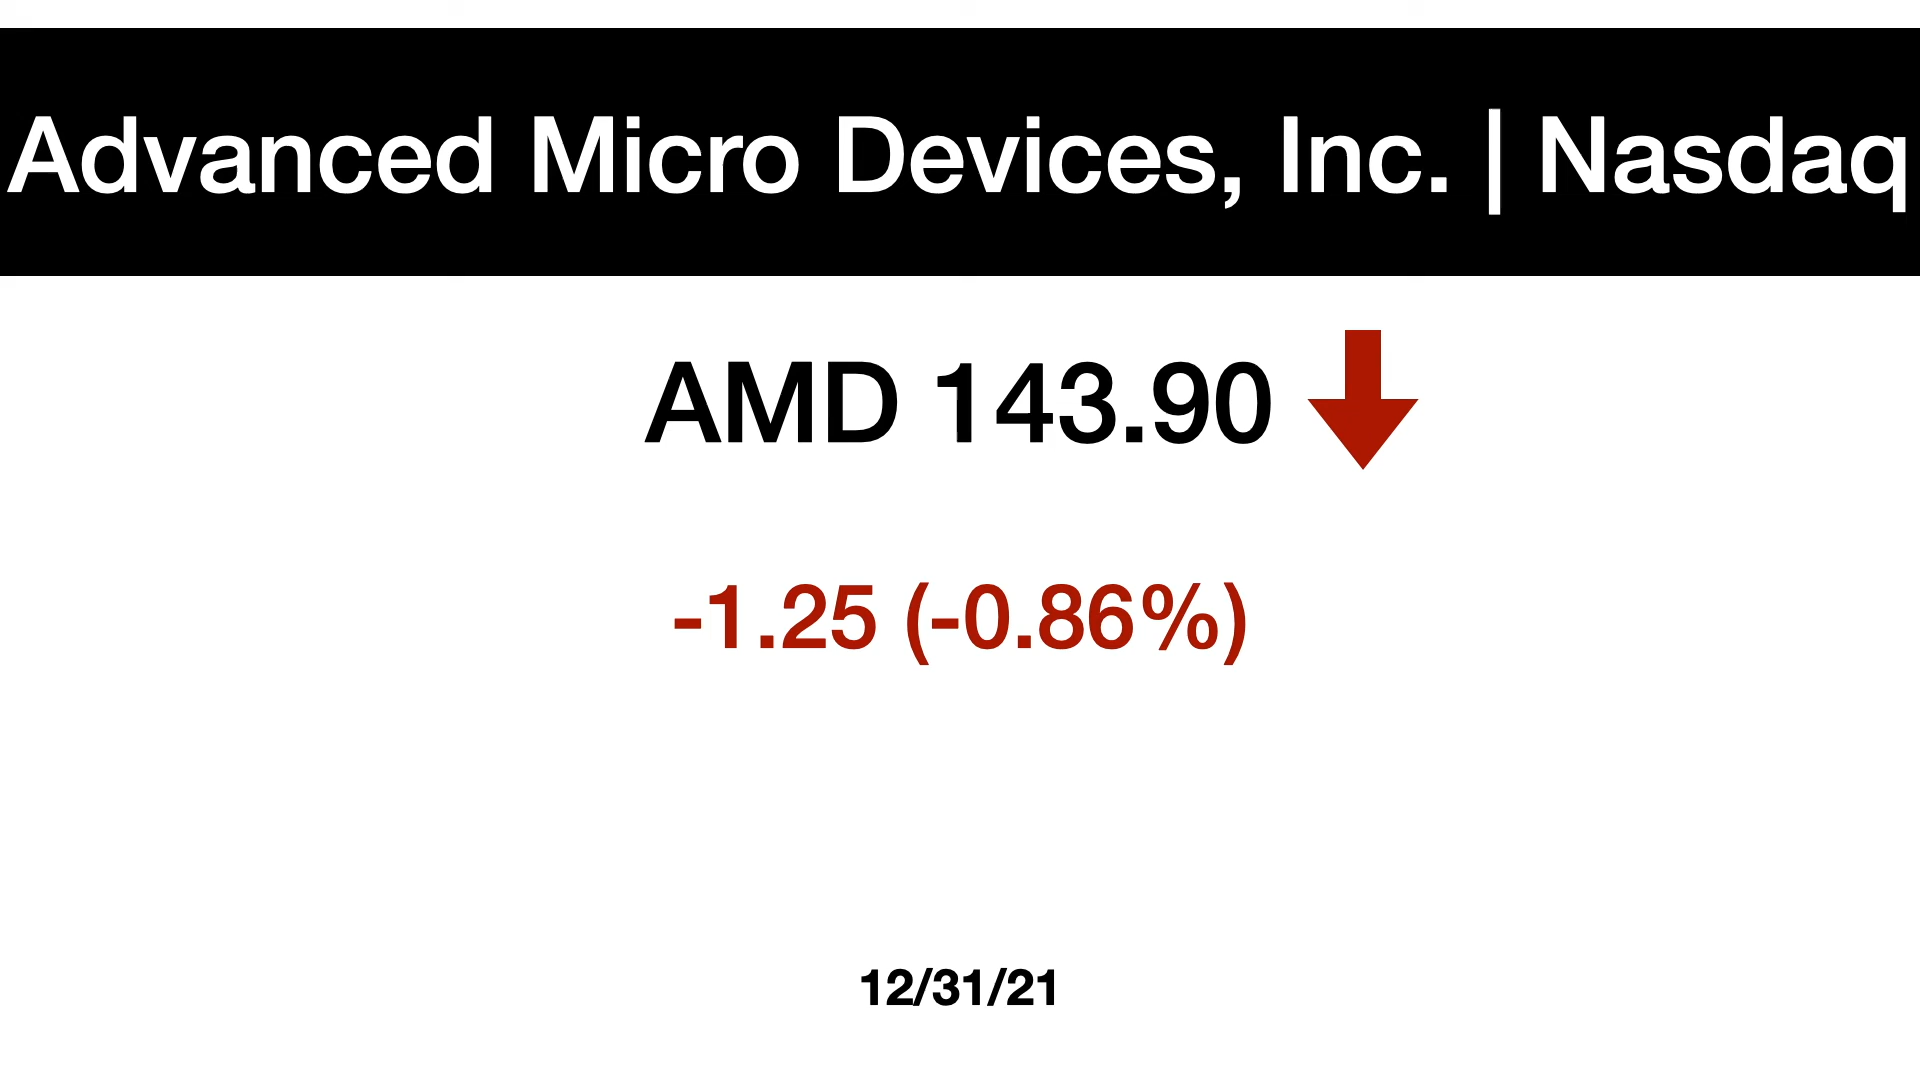 Advanced Micro Devices, Inc. | Nasdaq
AMD 143.90
-1.25 (-0.86%)
12/31/21